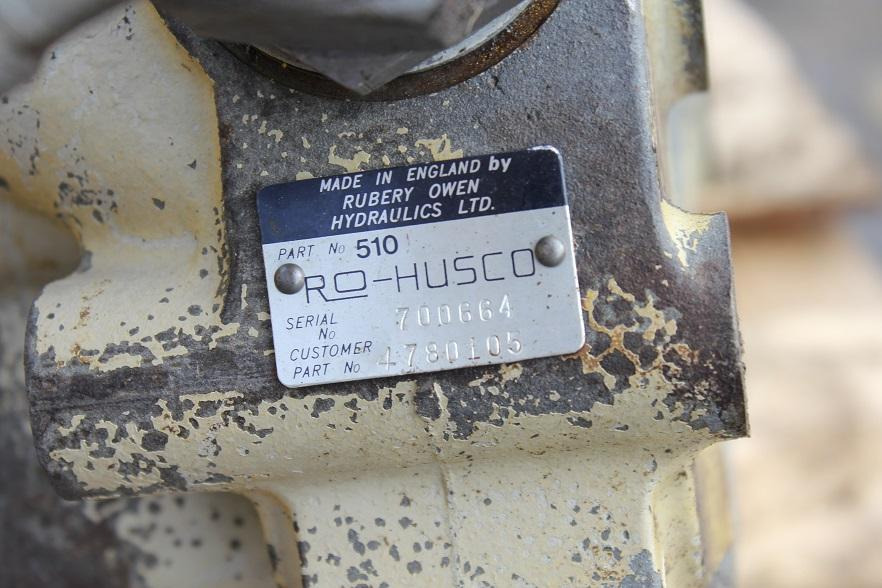 MADE IN ENGLAND by
RUBERY OWEN
HYDRAULICS LTD.
PART No 510
RO-HUSCO
SERIAL No 700664
CUSTOMER PART No 4780105